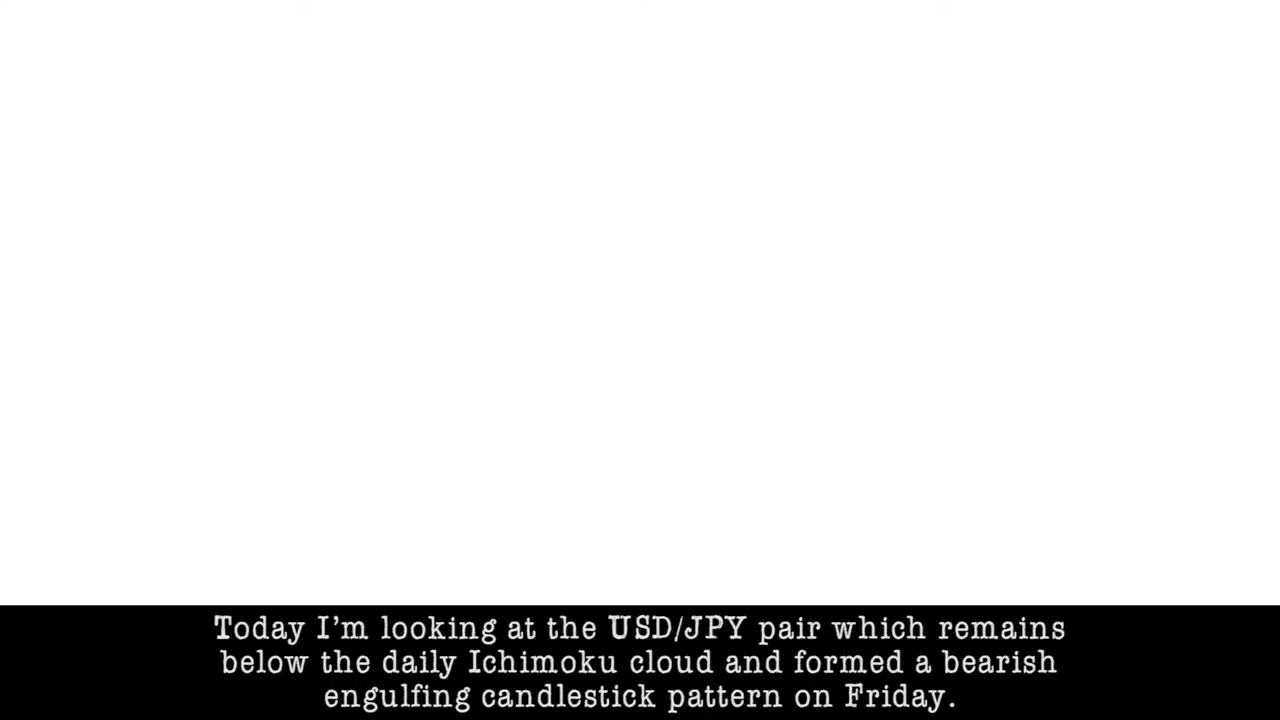 Today I'm looking at the USD/JPY pair which remains
below the daily Ichimoku cloud and formed a bearish
engulfing candlestick pattern on Friday.